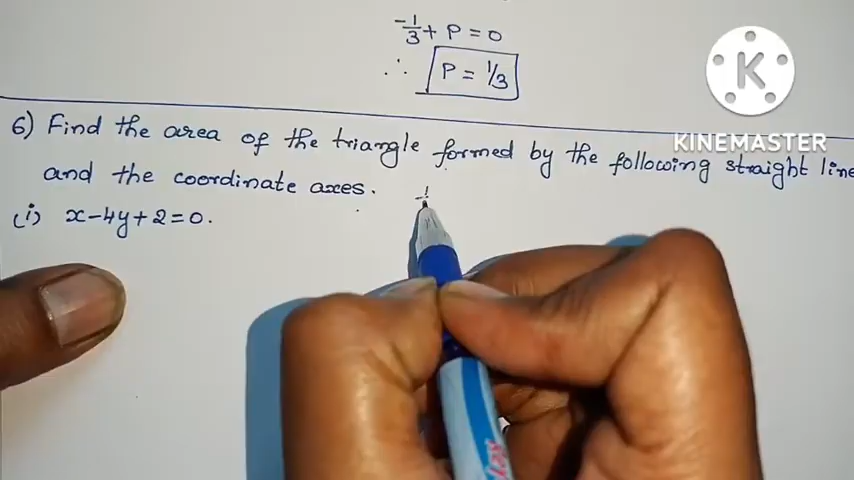 -1/3 + P = 0
∴ P = 1/3
K
KINEMASTER
6) Find the area of the triangle formed by the following straight line
and the coordinate axes.
(i) x-4y+2=0.